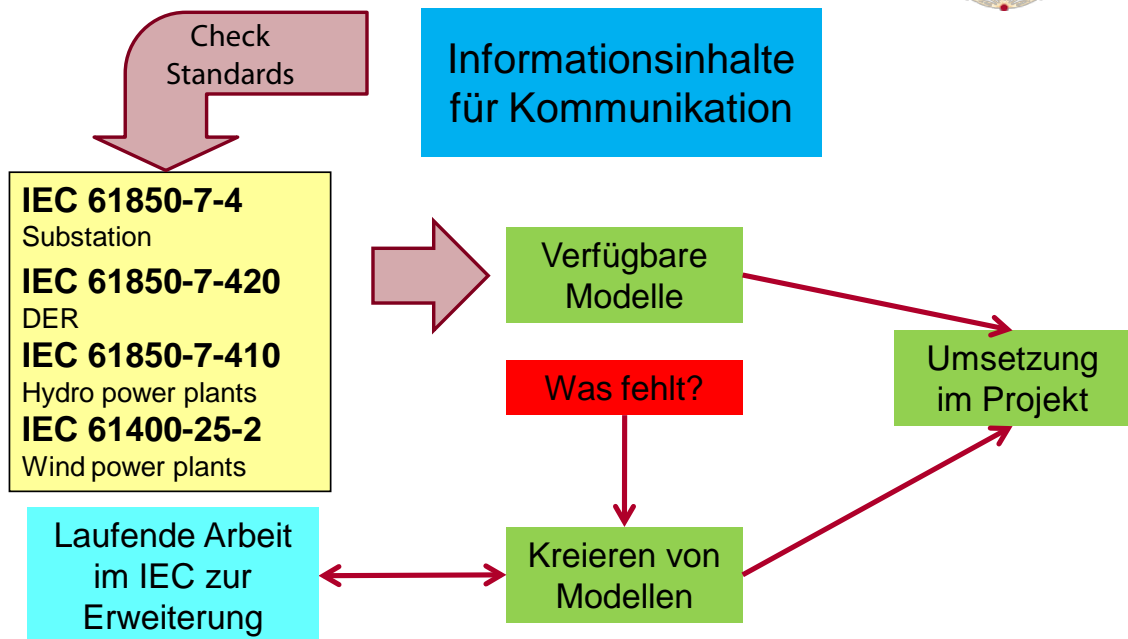 Check
Standards
Informationsinhalte
für Kommunikation
IEC 61850-7-4
Substation
IEC 61850-7-420
DER
IEC 61850-7-410
Hydro power plants
IEC 61400-25-2
Wind power plants
Verfügbare
Modelle
Was fehlt?
Umsetzung
im Projekt
Laufende Arbeit
im IEC zur
Erweiterung
Kreieren von
Modellen